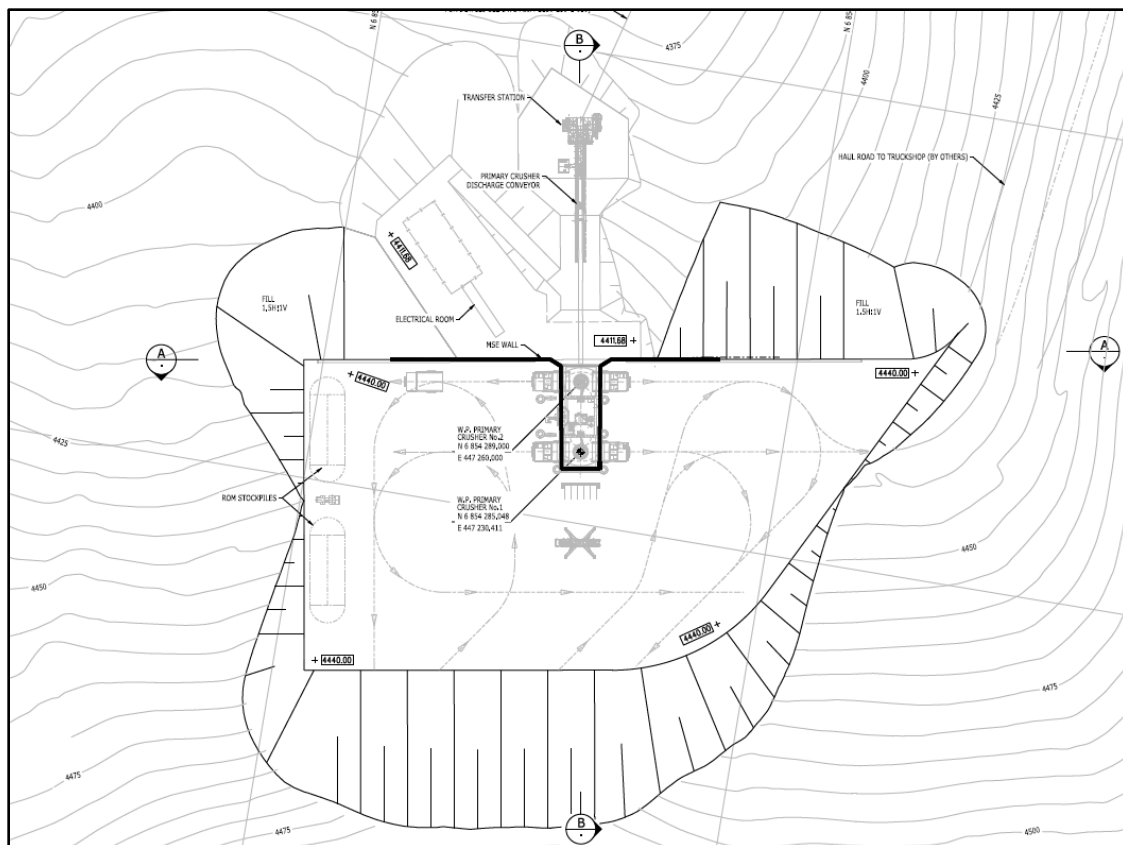 N 6 85
B
N 6 85
4375
4400
4425
TRANSFER STATION
HAUL ROAD TO TRUCKSHOP (BY OTHERS)
PRIMARY CRUSHER
DISCHARGE CONVEYOR
4400
4411.68
FILL
1.5H:1V
FILL
1.5H:1V
ELECTRICAL ROOM
MSE WALL
4411.68
A
A
4440.00
4440.00
4425
W.P. PRIMARY
CRUSHER No.2
N 6 854 289,000
E 447 260,000
ROM STOCKPILES
W.P. PRIMARY
CRUSHER No.1
N 6 854 285,048
E 447 230,411
4450
4450
4440.00
4440.00
4475
4475
4475
B
4500